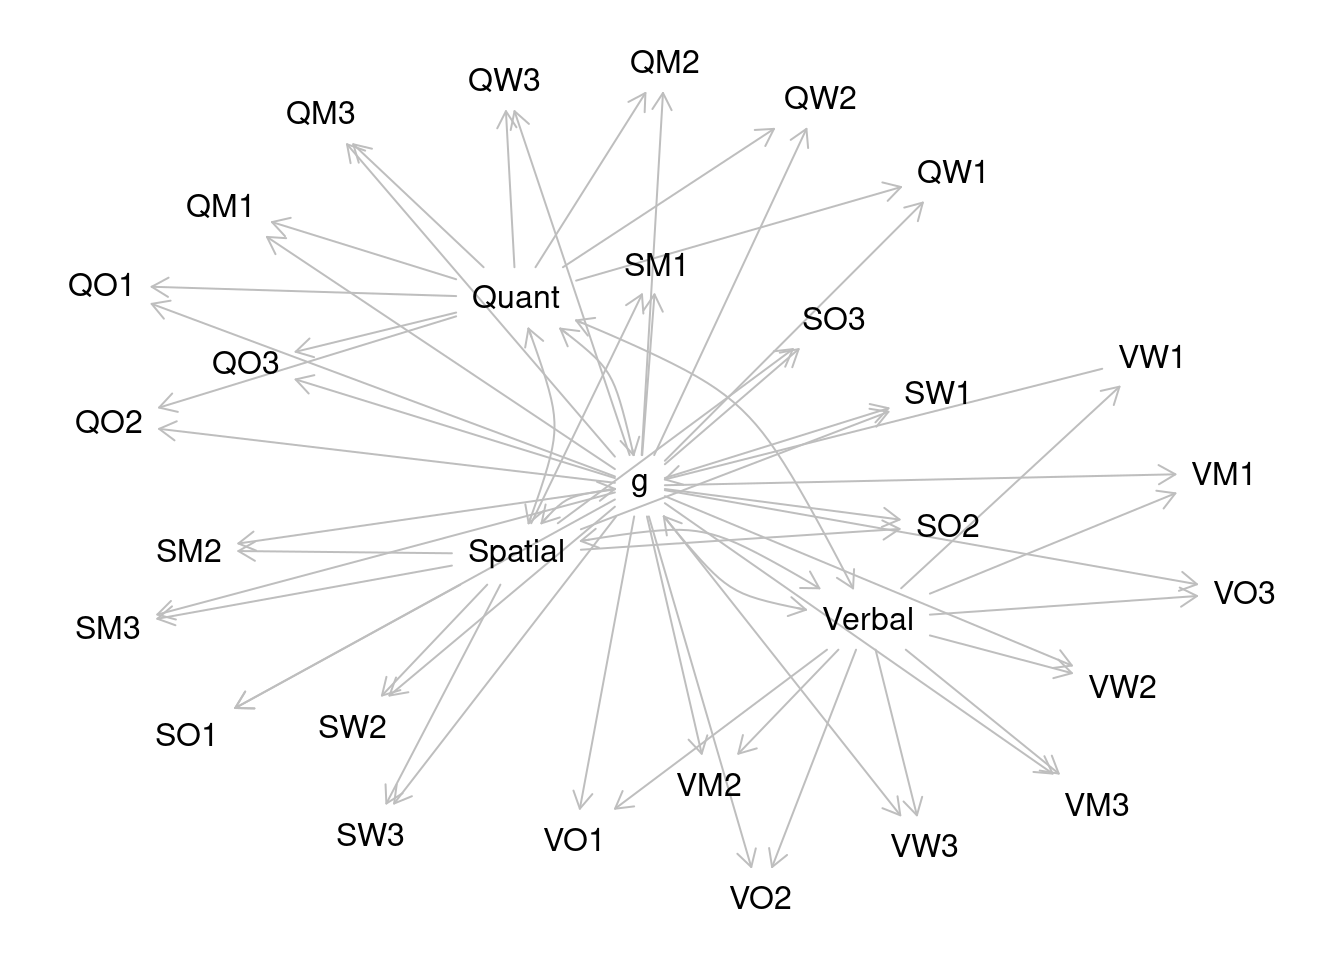 QM2
QW3
QW2
QM3
QW1
QM1
SM1
QO1
Quant
SO3
VW1
QO3
SW1
QO2
VM1
g
SO2
SM2
Spatial
VO3
Verbal
SM3
VW2
SW2
SO1
VM2
VM3
SW3
VO1
VW3
VO2